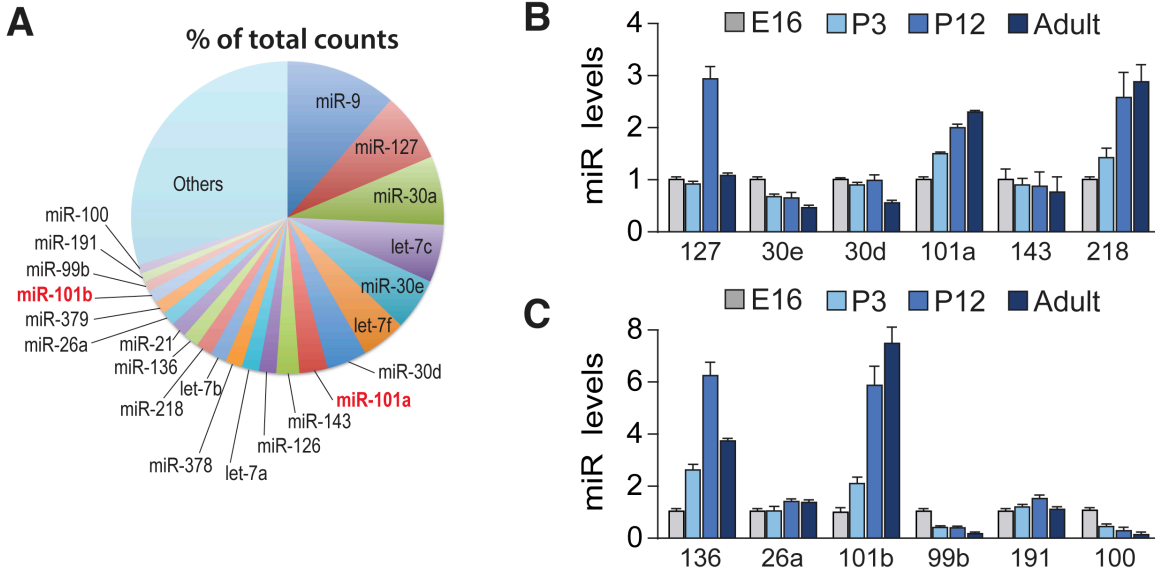 A
% of total counts
miR-9
miR-127
miR-30a
let-7c
miR-30e
let-7f
miR-30d
miR-101a
miR-143
miR-126
let-7a
miR-378
miR-218
let-7b
miR-136
miR-21
miR-26a
miR-379
miR-101b
miR-99b
miR-191
miR-100
Others
B
E16 P3 P12 Adult
miR levels
4
3
2
1
0
127 30e 30d 101a 143 218
C
E16 P3 P12 Adult
miR levels
8
6
4
2
0
136 26a 101b 99b 191 100